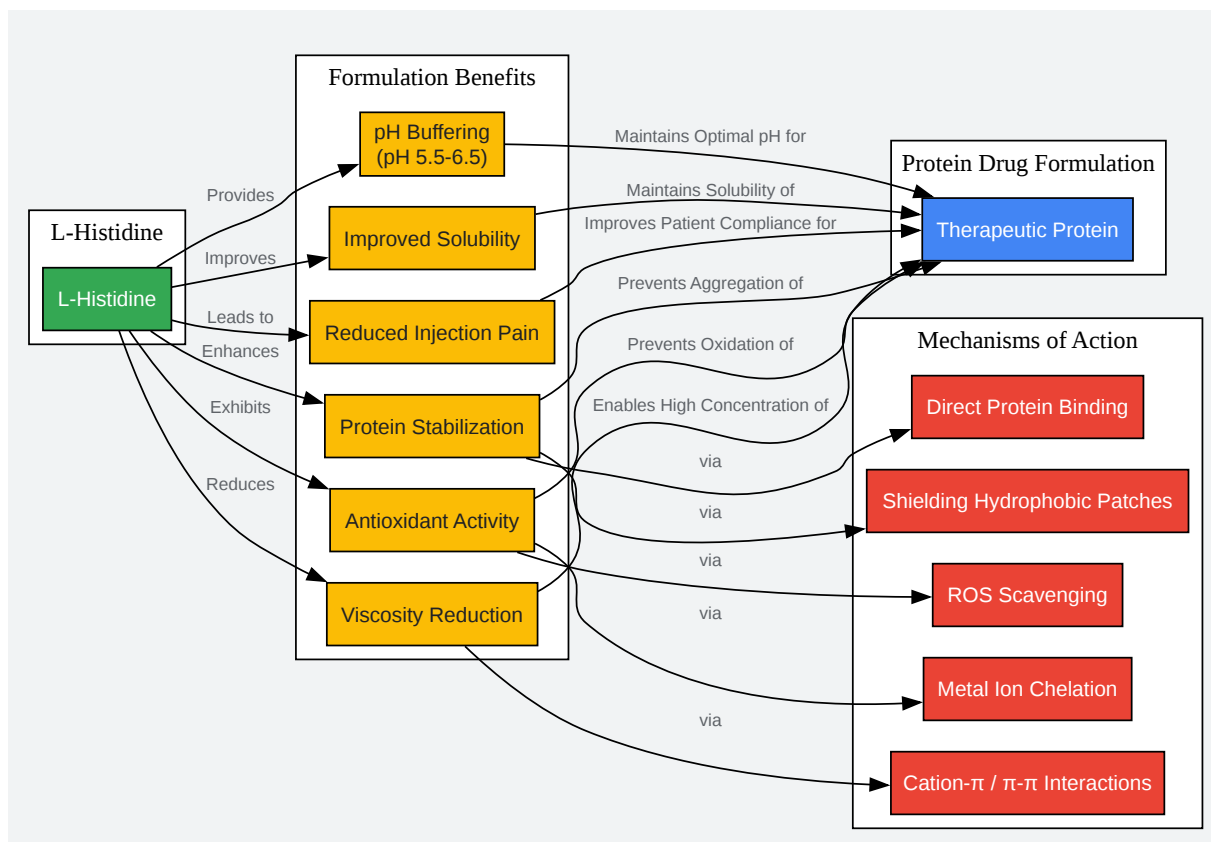 L-Histidine
L-Histidine
Provides
Improves
Leads to
Enhances
Exhibits
Reduces
Formulation Benefits
pH Buffering
(pH 5.5-6.5)
Improved Solubility
Reduced Injection Pain
Protein Stabilization
Antioxidant Activity
Viscosity Reduction
Maintains Optimal pH for
Maintains Solubility of
Improves Patient Compliance for
Prevents Aggregation of
Prevents Oxidation of
Enables High Concentration of
via
via
via
via
via
Protein Drug Formulation
Therapeutic Protein
Mechanisms of Action
Direct Protein Binding
Shielding Hydrophobic Patches
ROS Scavenging
Metal Ion Chelation
Cation-π / π-π Interactions